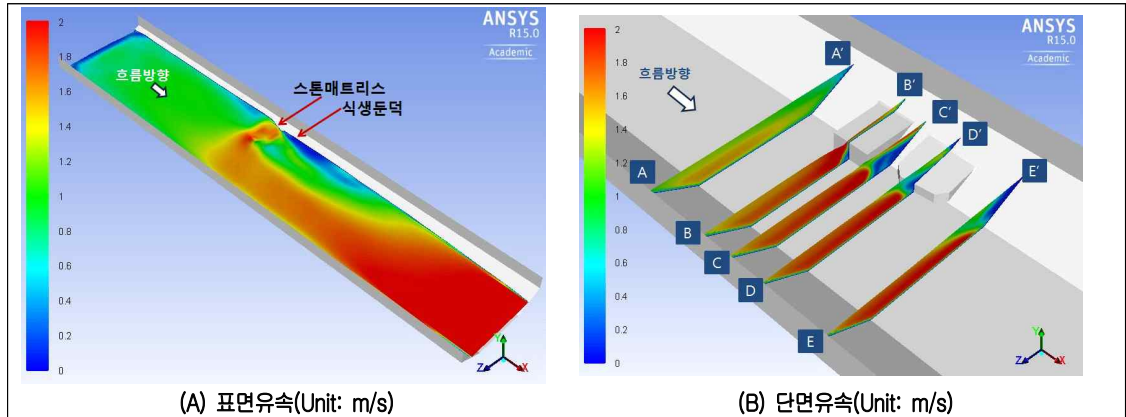 ANSYS
R15.0
Academic
2
1.8
1.6
1.4
1.2
1
0.8
0.6
0.4
0.2
0
흐름방향
스톤매트리스
식생둔덕
Y
Z
X
(A) 표면유속(Unit: m/s)
ANSYS
R15.0
Academic
2
1.8
1.6
1.4
1.2
1
0.8
0.6
0.4
0.2
0
흐름방향
A'
B'
C'
D'
E'
A
B
C
D
E
Y
Z
X
(B) 단면유속(Unit: m/s)